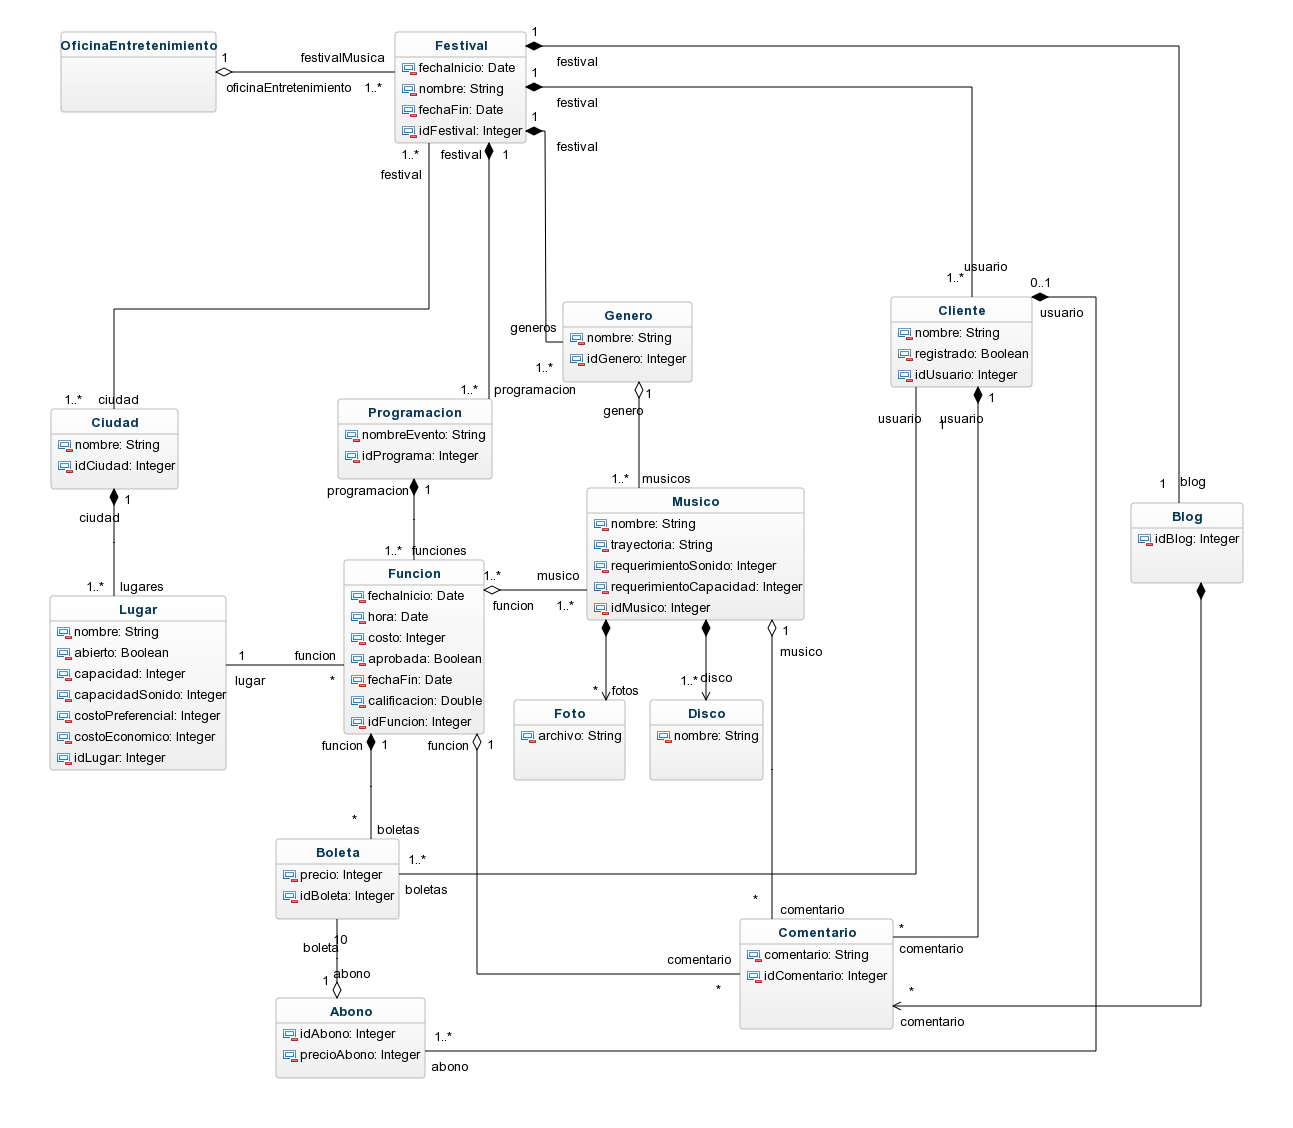 OficinaEntretenimiento
1
oficinaEntretenimiento
festivalMusica
1..*
Festival
fechaInicio: Date
nombre: String
fechaFin: Date
idFestival: Integer
1
festival
1
festival
1
festival
1..*
festival
festival
1
usuario
1..*
0..1
usuario
Cliente
nombre: String
registrado: Boolean
idUsuario: Integer
usuario
1
usuario
1
generos
1..*
Genero
nombre: String
idGenero: Integer
1
genero
1..*
musicos
1..*
programacion
Programacion
nombreEvento: String
idPrograma: Integer
programacion
1
1..*
funciones
1..*
ciudad
Ciudad
nombre: String
idCiudad: Integer
1
ciudad
1..*
lugares
Lugar
nombre: String
abierto: Boolean
capacidad: Integer
capacidadSonido: Integer
costoPreferencial: Integer
costoEconomico: Integer
idLugar: Integer
1
lugar
funcion
*
Funcion
fechaInicio: Date
hora: Date
costo: Integer
aprobada: Boolean
fechaFin: Date
calificacion: Double
idFuncion: Integer
1..*
funcion
musico
1..*
Musico
nombre: String
trayectoria: String
requerimientoSonido: Integer
requerimientoCapacidad: Integer
idMusico: Integer
1
blog
Blog
idBlog: Integer
1
musico
*
fotos
1..*
disco
Foto
archivo: String
Disco
nombre: String
funcion
1
funcion
1
*
boletas
Boleta
precio: Integer
idBoleta: Integer
1..*
boletas
10
boleta
1
abono
Abono
idAbono: Integer
precioAbono: Integer
1..*
abono
*
comentario
comentario
*
Comentario
comentario: String
idComentario: Integer
*
comentario
*
comentario